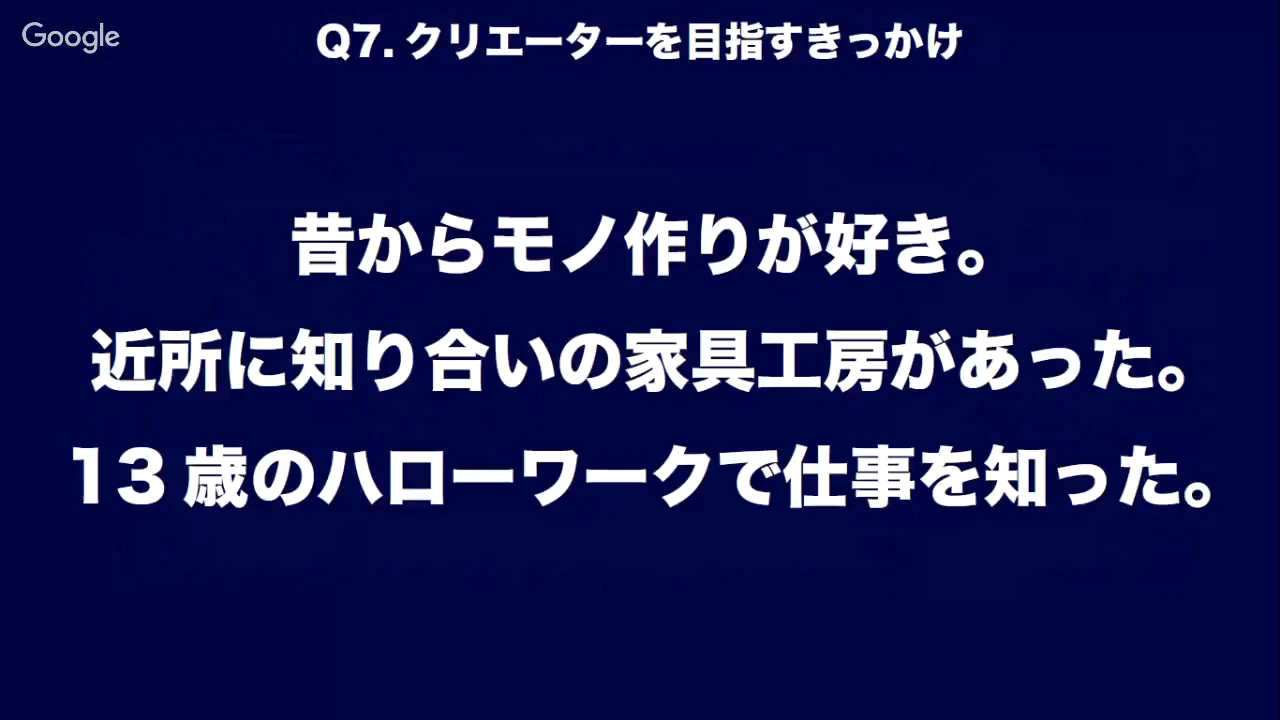 Google
Q7. クリエーターを目指すきっかけ
昔からモノ作りが好き。
近所に知り合いの家具工房があった。
13歳のハローワークで仕事を知った。